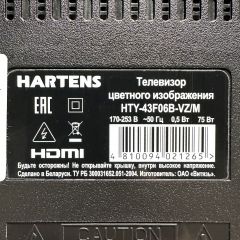 HARTENS
Телевизор
цветного изображения
HTY-43F06B-VZ/M
EAC
170-253 В ~50 Гц 0,5 Вт 75 Вт
HDMI
4 810094 021265
Будьте осторожны! Не открывайте крышку, внутри высокое напряжение.
Сделано в Беларуси. ТУ РБ 300031652.051-2004. Изготовитель: ОАО «Витязь».
CAUTION